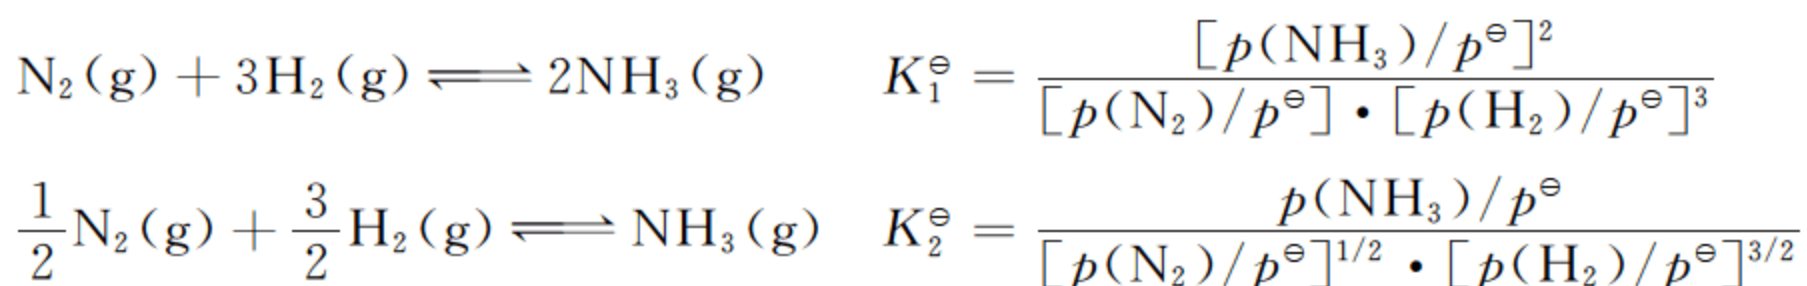 N₂(g) + 3H₂(g) ⇌ 2NH₃(g)  K₁^⊖ = [p(NH₃)/p^⊖]² / ([p(N₂)/p^⊖] · [p(H₂)/p^⊖]³)
1/2 N₂(g) + 3/2 H₂(g) ⇌ NH₃(g)  K₂^⊖ = p(NH₃)/p^⊖ / ([p(N₂)/p^⊖]^1/2 · [p(H₂)/p^⊖]^3/2)